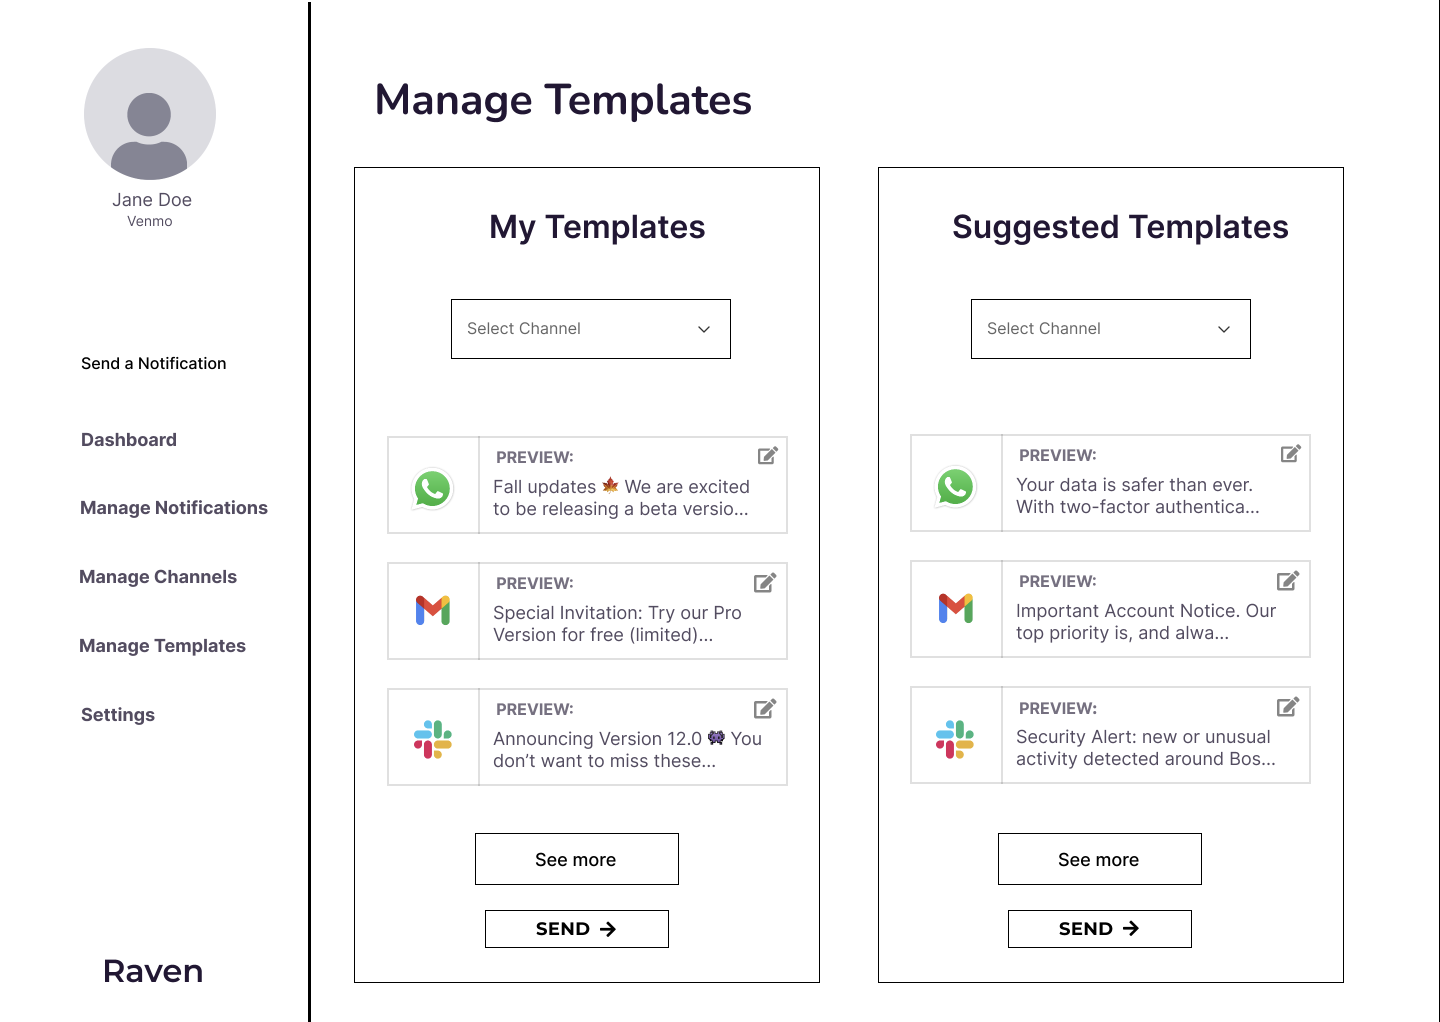 Jane Doe
Venmo
Send a Notification
Dashboard
Manage Notifications
Manage Channels
Manage Templates
Settings
Raven
Manage Templates
My Templates
Select Channel
PREVIEW:
Fall updates 🍁 We are excited
to be releasing a beta versio...
PREVIEW:
Special Invitation: Try our Pro
Version for free (limited)...
PREVIEW:
Announcing Version 12.0 👾 You
don’t want to miss these...
See more
SEND →
Suggested Templates
Select Channel
PREVIEW:
Your data is safer than ever.
With two-factor authentica...
PREVIEW:
Important Account Notice. Our
top priority is, and alwa...
PREVIEW:
Security Alert: new or unusual
activity detected around Bos...
See more
SEND →